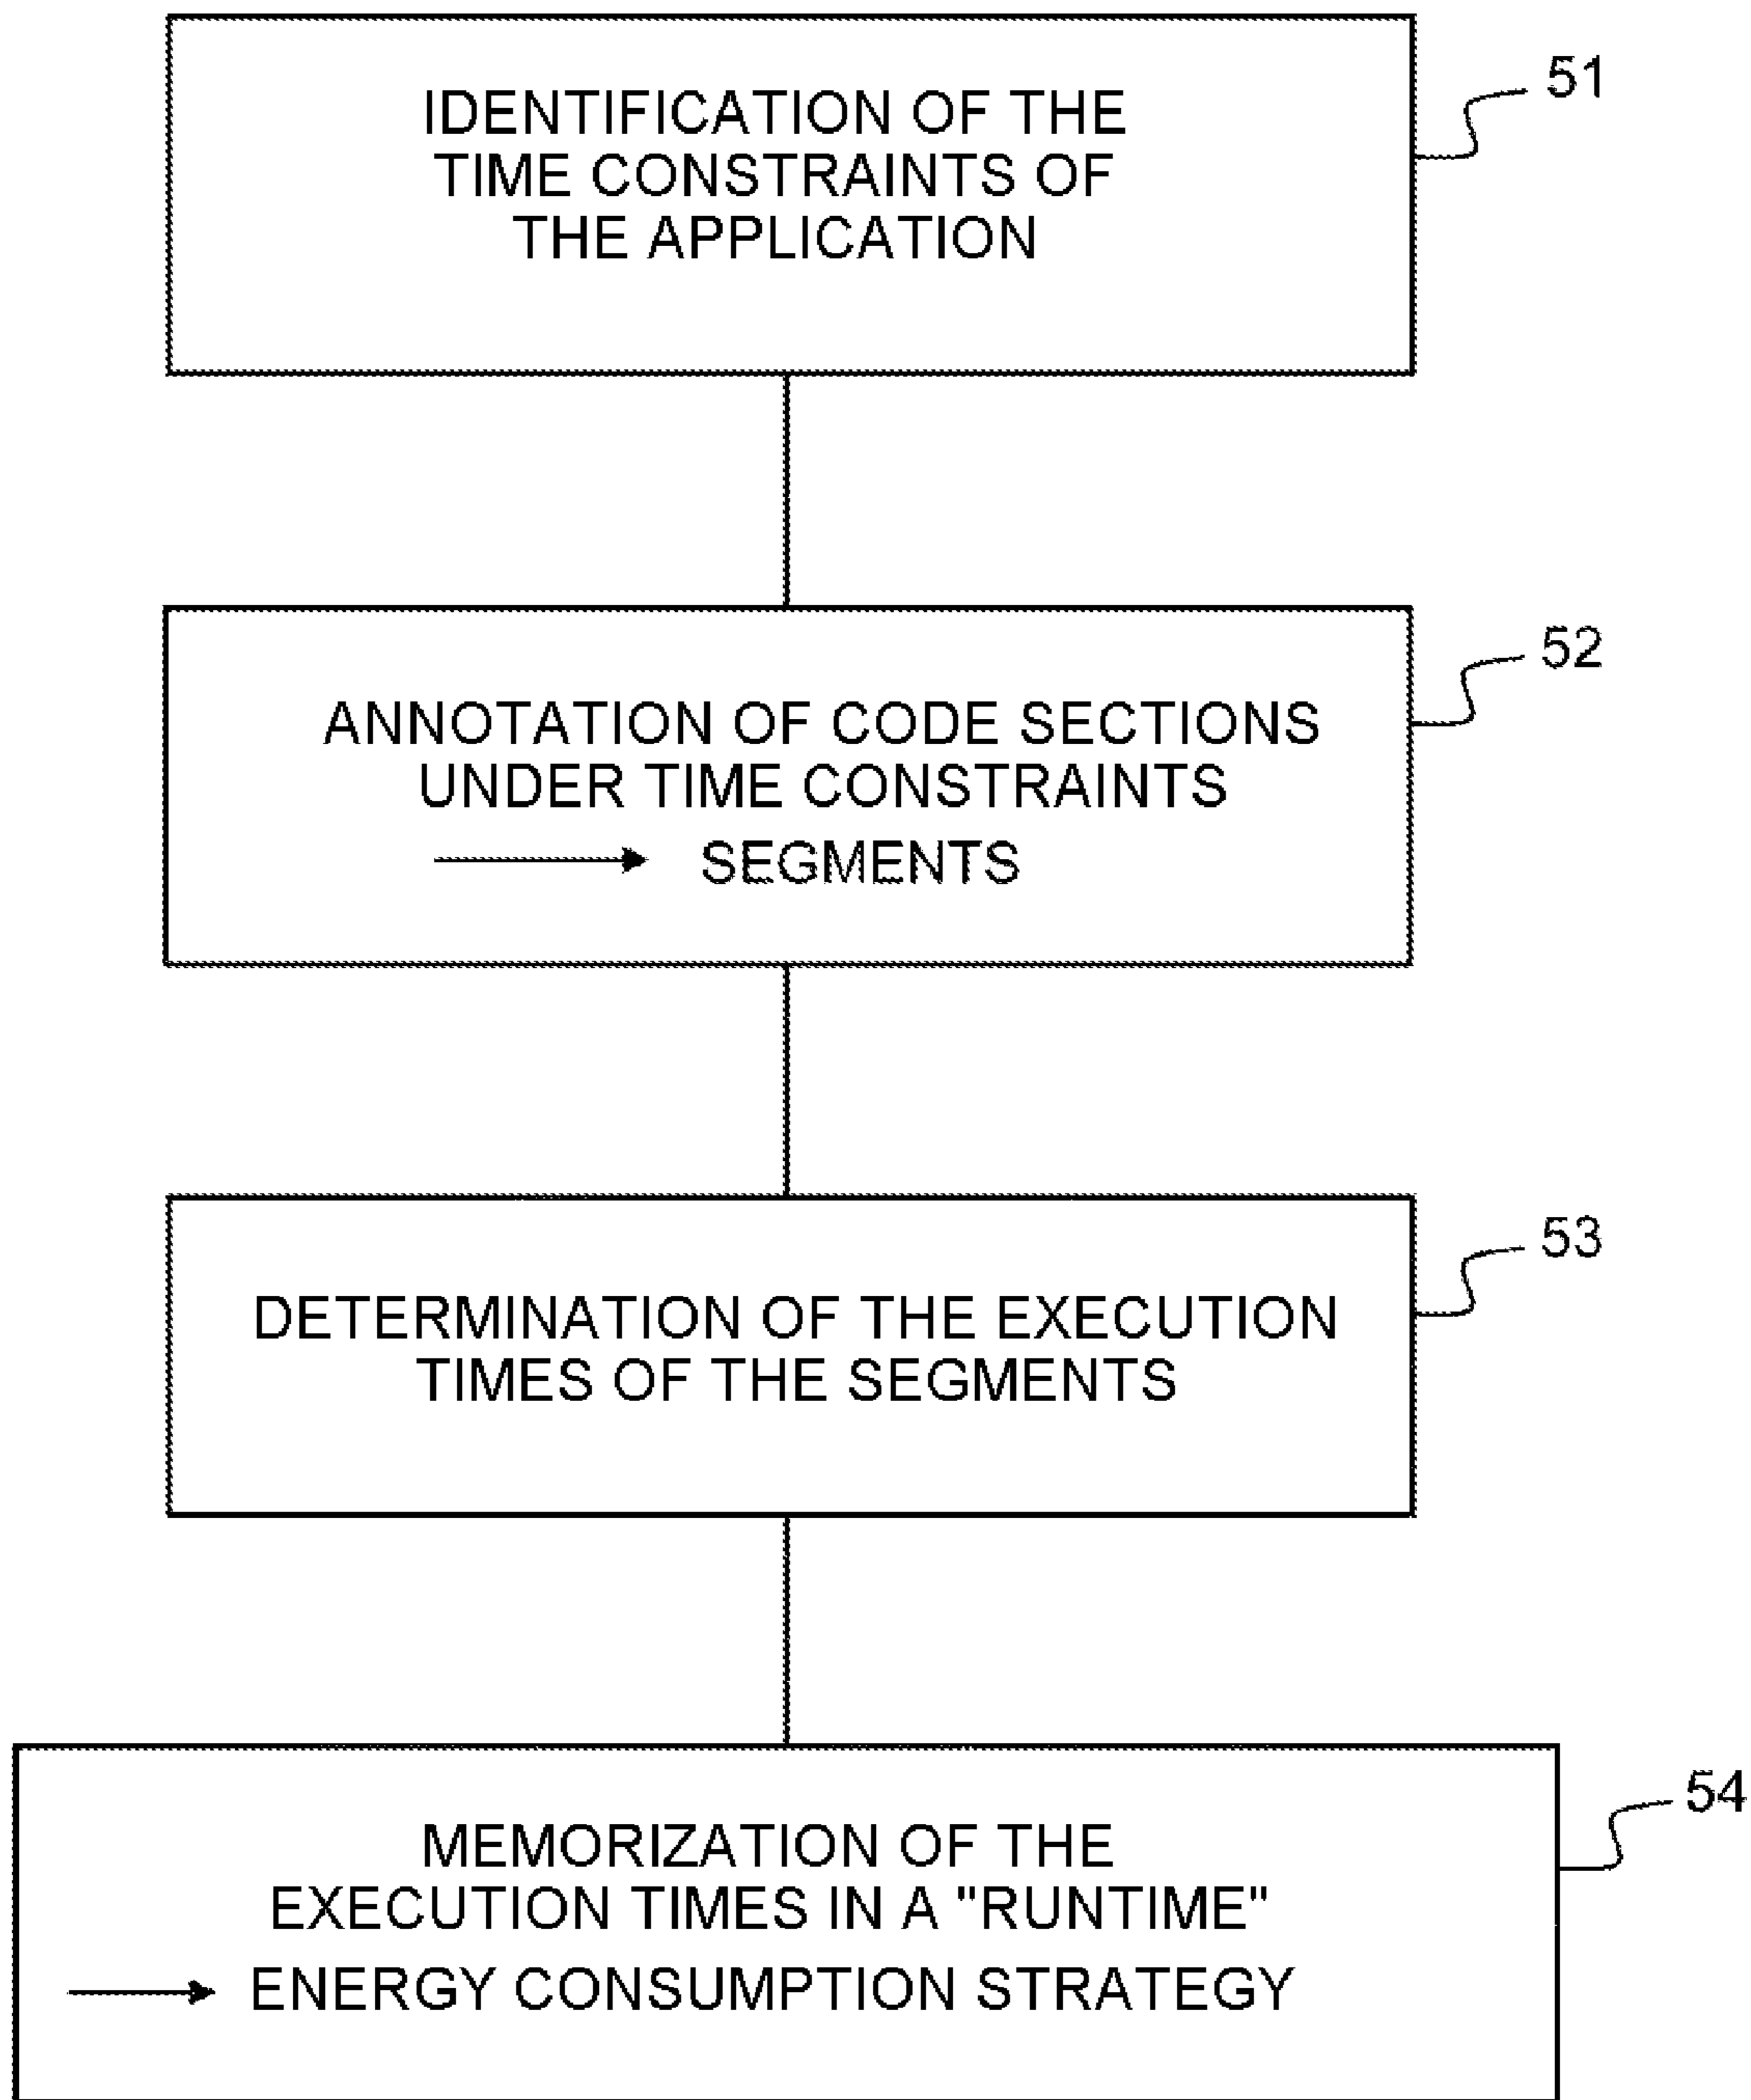 IDENTIFICATION OF THE
TIME CONSTRAINTS OF
THE APPLICATION
51
ANNOTATION OF CODE SECTIONS
UNDER TIME CONSTRAINTS
SEGMENTS
52
DETERMINATION OF THE EXECUTION
TIMES OF THE SEGMENTS
53
MEMORIZATION OF THE
EXECUTION TIMES IN A "RUNTIME"
ENERGY CONSUMPTION STRATEGY
54